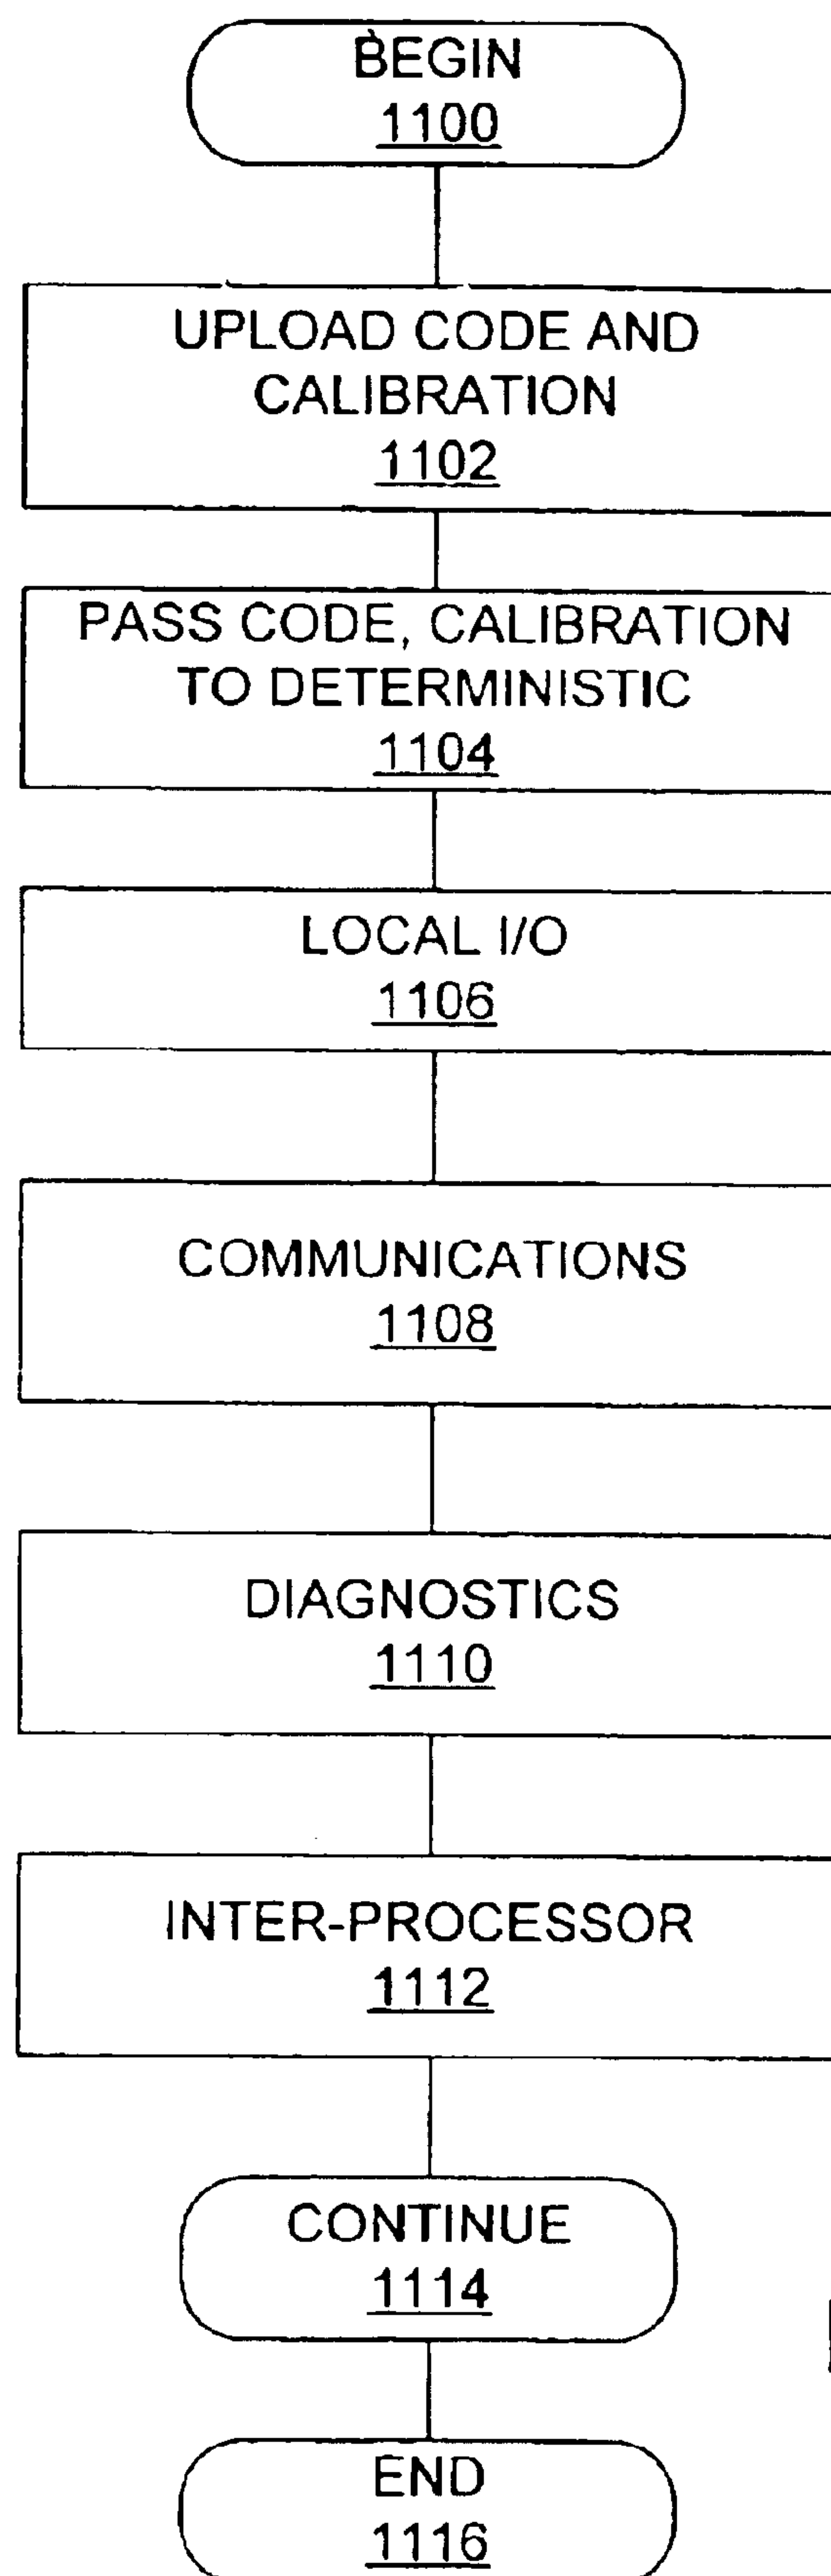 BEGIN
1100
UPLOAD CODE AND
CALIBRATION
1102
PASS CODE, CALIBRATION
TO DETERMINISTIC
1104
LOCAL I/O
1106
COMMUNICATIONS
1108
DIAGNOSTICS
1110
INTER-PROCESSOR
1112
CONTINUE
1114
END
1116